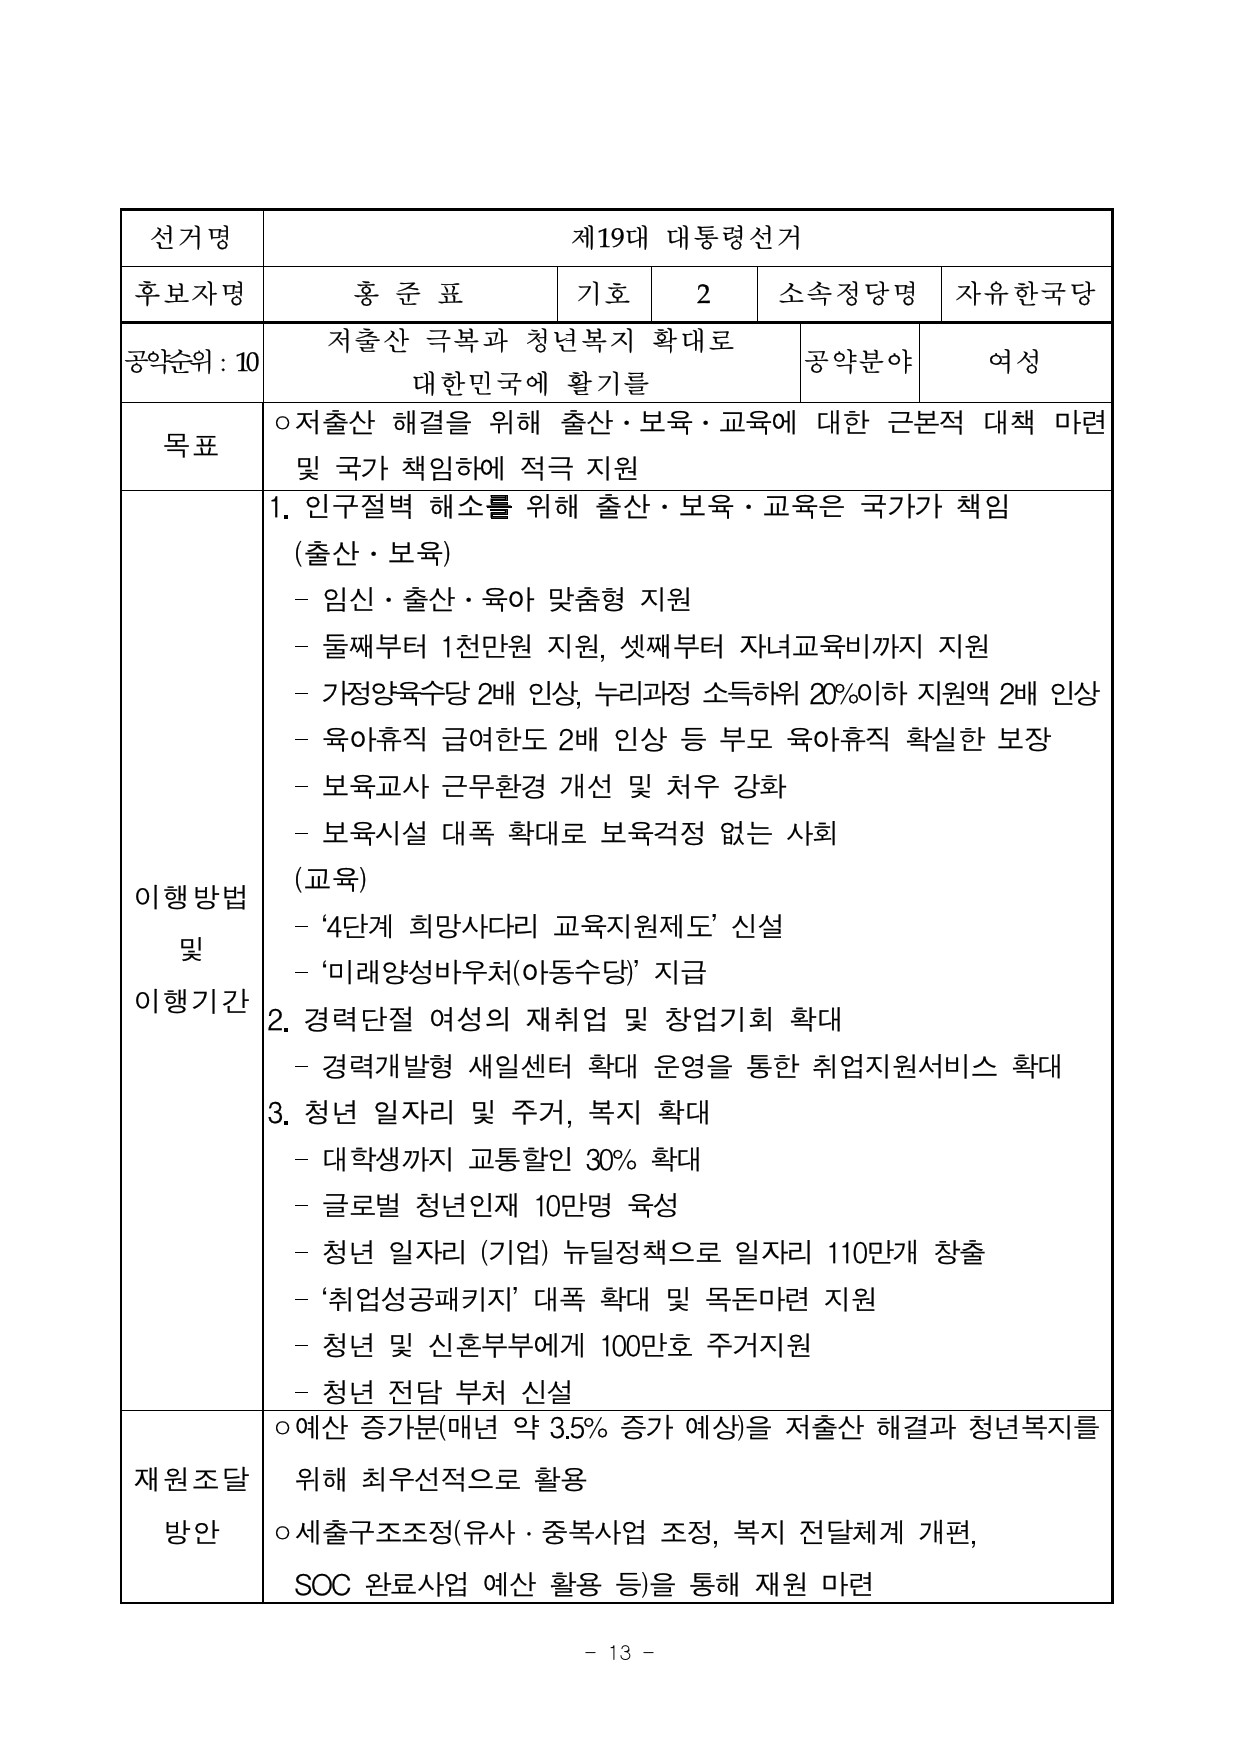 선거명 제19대 대통령선거
후보자명 홍 준 표 기호 2 소속정당명 자유한국당
공약순위 : 10 저출산 극복과 청년복지 확대로
대한민국에 활기를 공약분야 여성
목표
○저출산 해결을 위해 출산·보육·교육에 대한 근본적 대책 마련
및 국가 책임하에 적극 지원
이행방법
및
이행기간
1. 인구절벽 해소를 위해 출산·보육·교육은 국가가 책임
(출산·보육)
- 임신·출산·육아 맞춤형 지원
- 둘째부터 1천만원 지원, 셋째부터 자녀교육비까지 지원
- 가정양육수당 2배 인상, 누리과정 소득하위 20%이하 지원액 2배 인상
- 육아휴직 급여한도 2배 인상 등 부모 육아휴직 확실한 보장
- 보육교사 근무환경 개선 및 처우 강화
- 보육시설 대폭 확대로 보육걱정 없는 사회
(교육)
- ‘4단계 희망사다리 교육지원제도’ 신설
- ‘미래양성바우처(아동수당)’ 지급
2. 경력단절 여성의 재취업 및 창업기회 확대
- 경력개발형 새일센터 확대 운영을 통한 취업지원서비스 확대
3. 청년 일자리 및 주거, 복지 확대
- 대학생까지 교통할인 30% 확대
- 글로벌 청년인재 10만명 육성
- 청년 일자리 (기업) 뉴딜정책으로 일자리 110만개 창출
- ‘취업성공패키지’ 대폭 확대 및 목돈마련 지원
- 청년 및 신혼부부에게 100만호 주거지원
- 청년 전담 부처 신설
재원조달
방안
○예산 증가분(매년 약 3.5% 증가 예상)을 저출산 해결과 청년복지를
위해 최우선적으로 활용
○세출구조조정(유사·중복사업 조정, 복지 전달체계 개편,
SOC 완료사업 예산 활용 등)을 통해 재원 마련
- 13 -